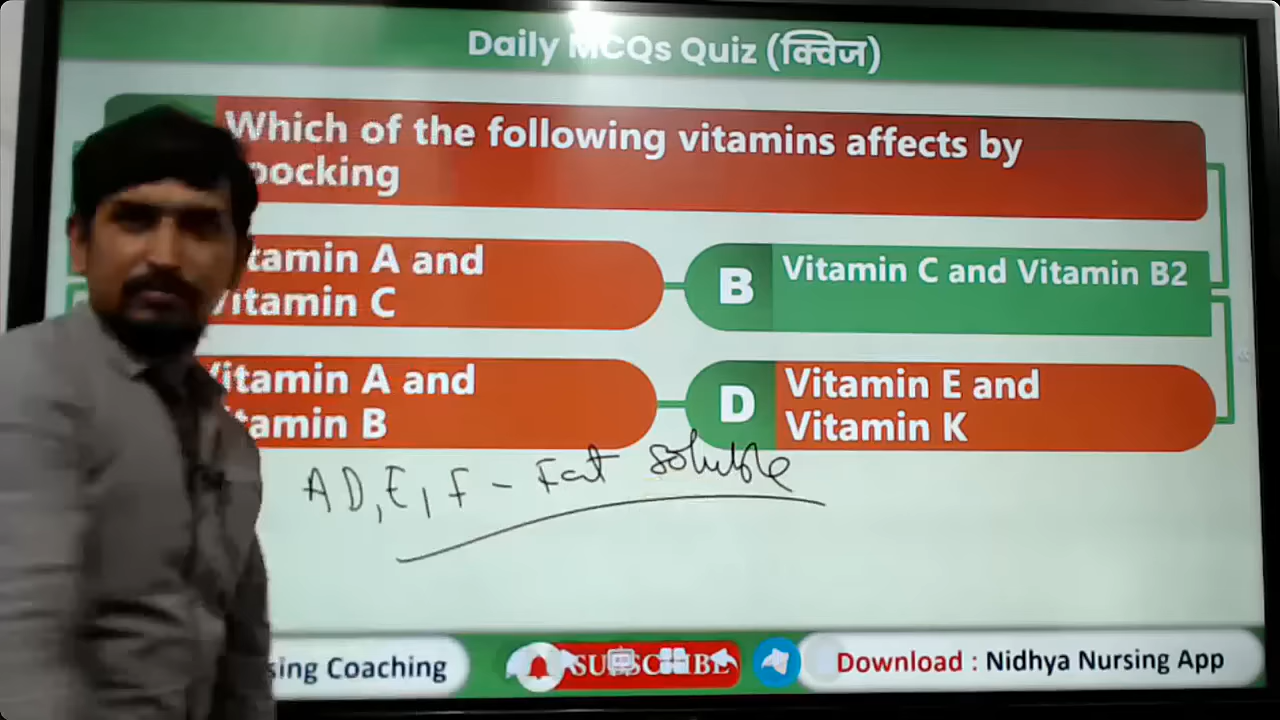 Daily MCQs Quiz (क्विज)
Which of the following vitamins affects by
ocking
tamin A and
itamin C
B
Vitamin C and Vitamin B2
itamin A and
tamin B
D
Vitamin E and
Vitamin K
A D, E, F - Fat soluble
sing Coaching
SUBSCRIBE
Download : Nidhya Nursing App